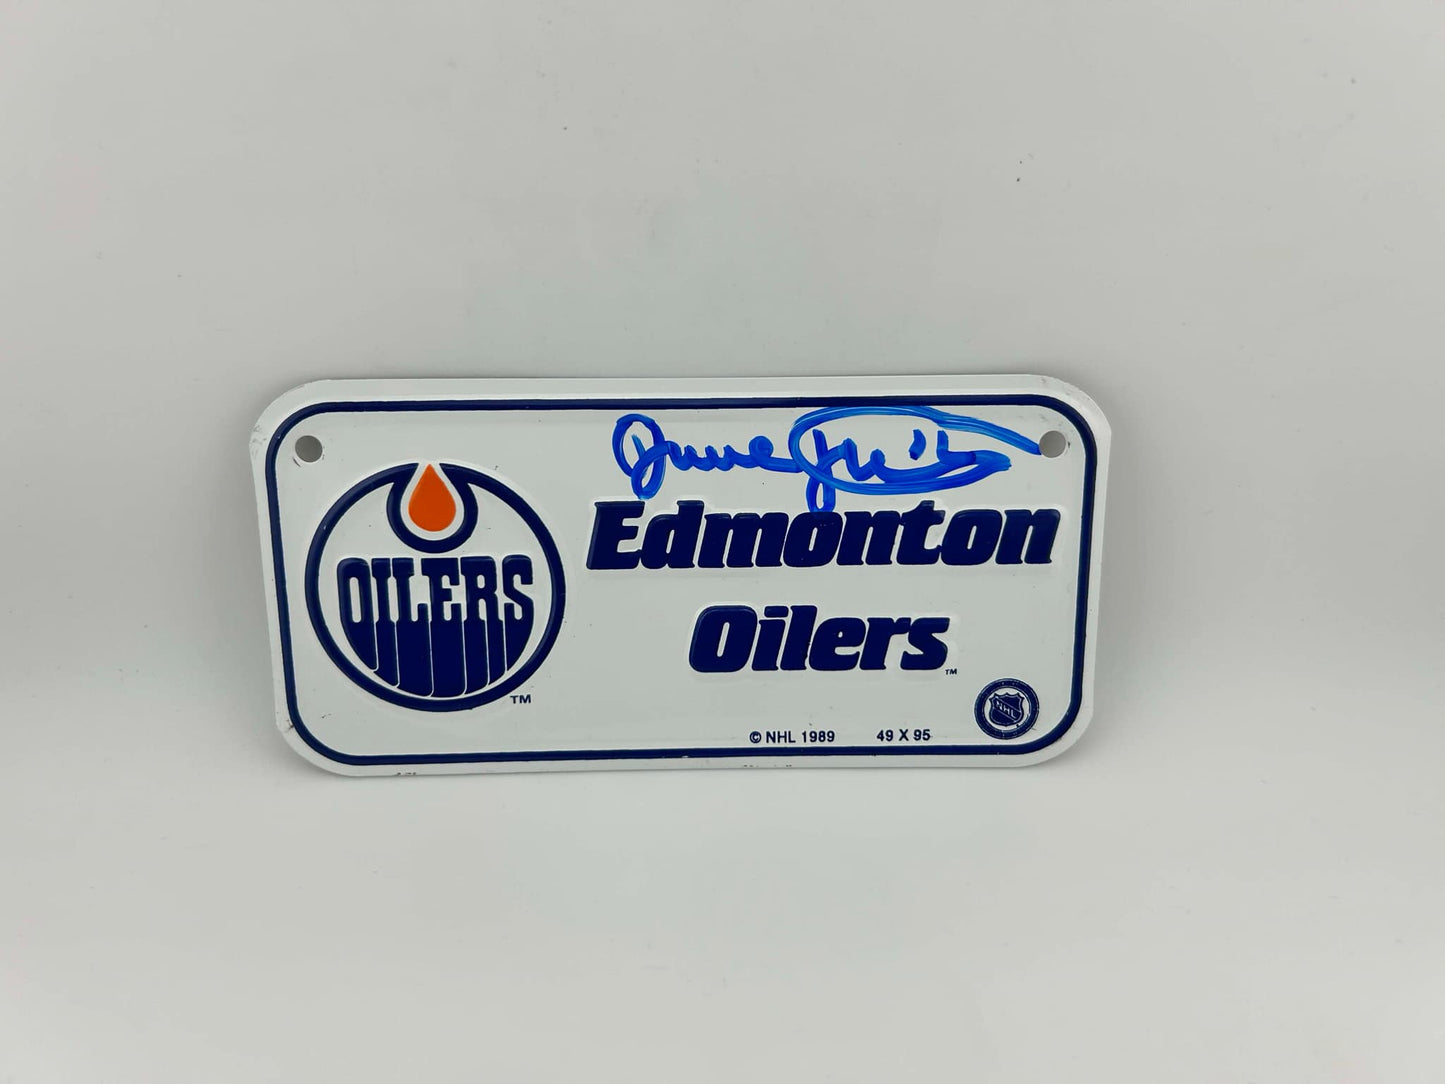 OILERS
TM
Edmonton
Oilers
TM
© NHL 1989 49 X 95
NHL